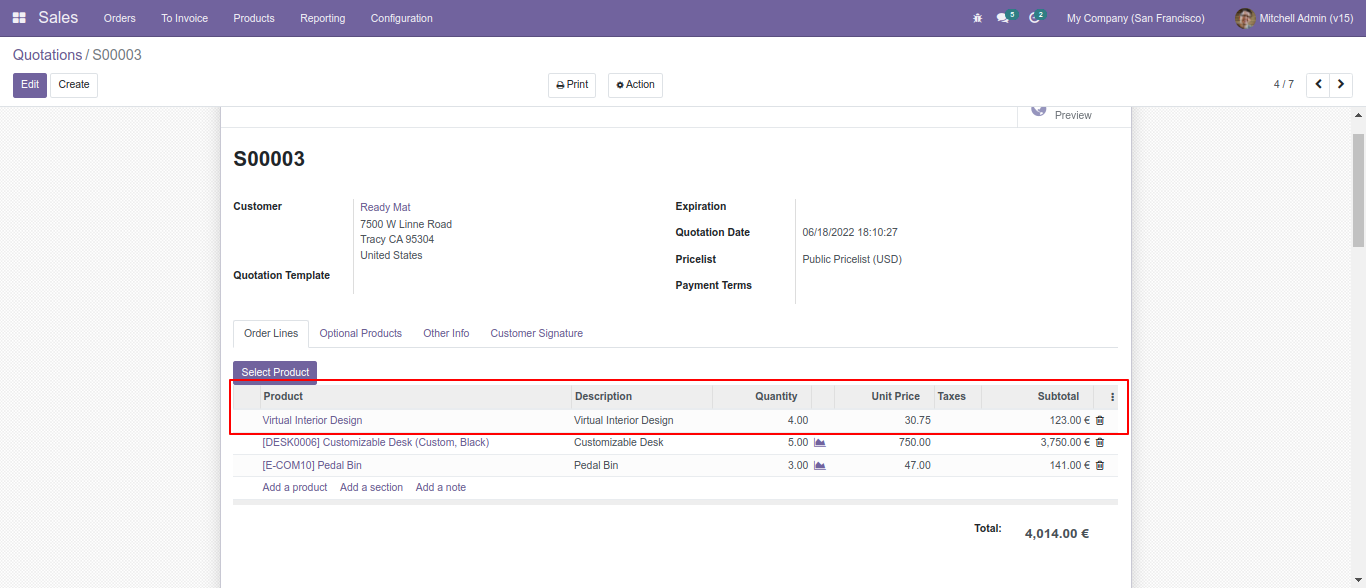 Sales Orders To Invoice Products Reporting Configuration 5 2 My Company (San Francisco) Mitchell Admin (v15)
Quotations / S00003
Edit Create Print Action 4 / 7
Preview
S00003
Customer Ready Mat Expiration
7500 W Linne Road
Quotation Date 06/18/2022 18:10:27
Tracy CA 95304
United States Pricelist Public Pricelist (USD)
Quotation Template Payment Terms
Order Lines Optional Products Other Info Customer Signature
Select Product
Product Description Quantity Unit Price Taxes Subtotal
Virtual Interior Design Virtual Interior Design 4.00 30.75 123.00 €
[DESK0006] Customizable Desk (Custom, Black) Customizable Desk 5.00 750.00 3,750.00 €
[E-COM10] Pedal Bin Pedal Bin 3.00 47.00 141.00 €
Add a product Add a section Add a note
Total: 4,014.00 €